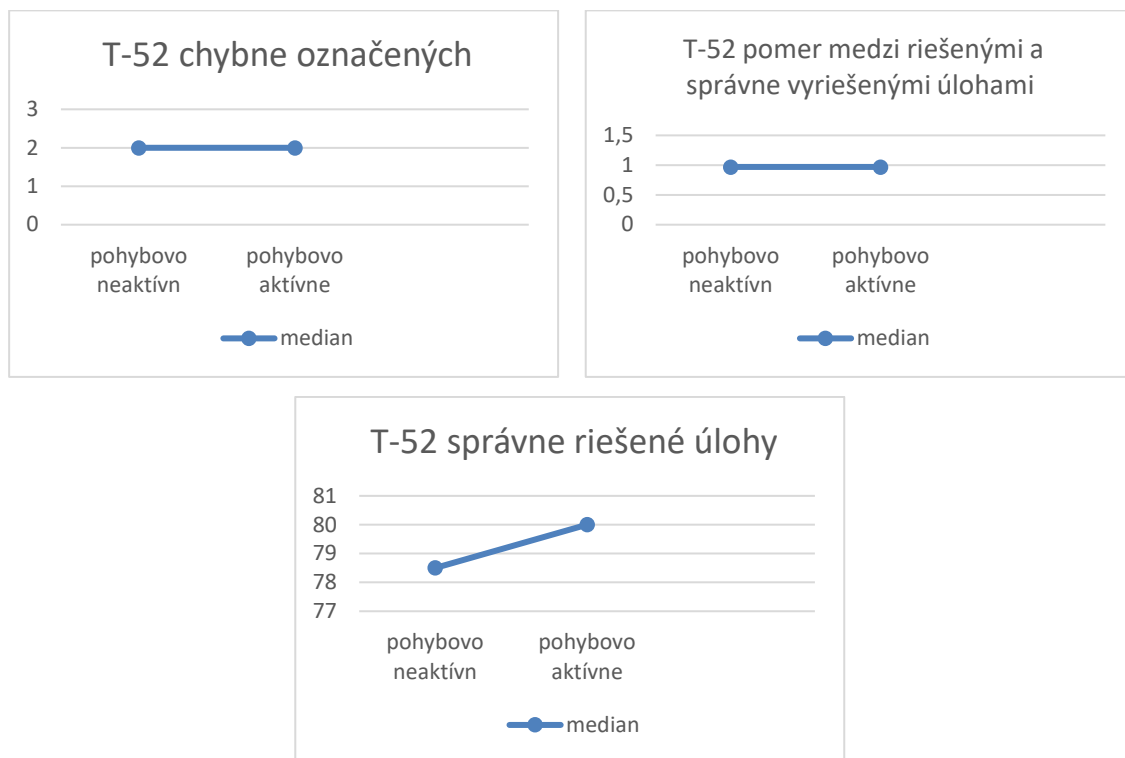 T-52 chybne označených
3
2
1
0
pohybovo
neaktívn
pohybovo
aktívne
median
T-52 pomer medzi riešenými a
správne vyriešenými úlohami
1,5
1
0,5
0
pohybovo
neaktívn
pohybovo
aktívne
median
T-52 správne riešené úlohy
81
80
79
78
77
pohybovo
neaktívn
pohybovo
aktívne
median